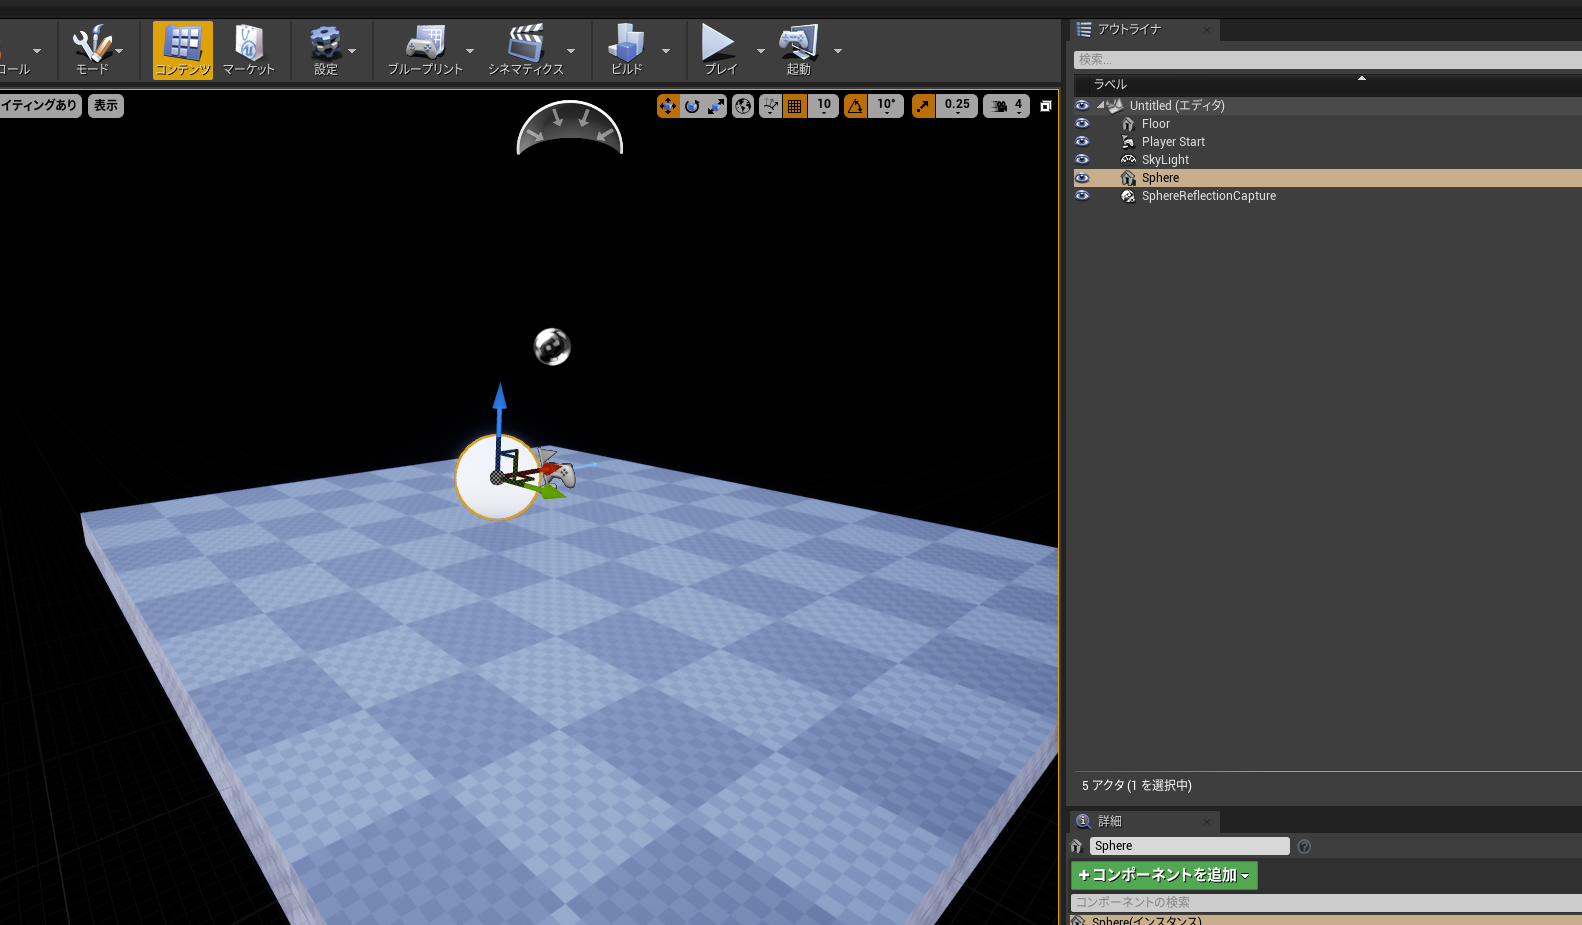 ロール
モード
コンテンツ
マーケット
設定
ブループリント
シネマティクス
ビルド
プレイ
起動
イティングあり
表示
10
10°
0.25
4
アウトライナ
検索...
ラベル
Untitled (エディタ)
Floor
Player Start
SkyLight
Sphere
SphereReflectionCapture
5 アクタ (1 を選択中)
詳細
Sphere
+コンポーネントを追加
コンポーネントの検索
Sphere(インスタンス)